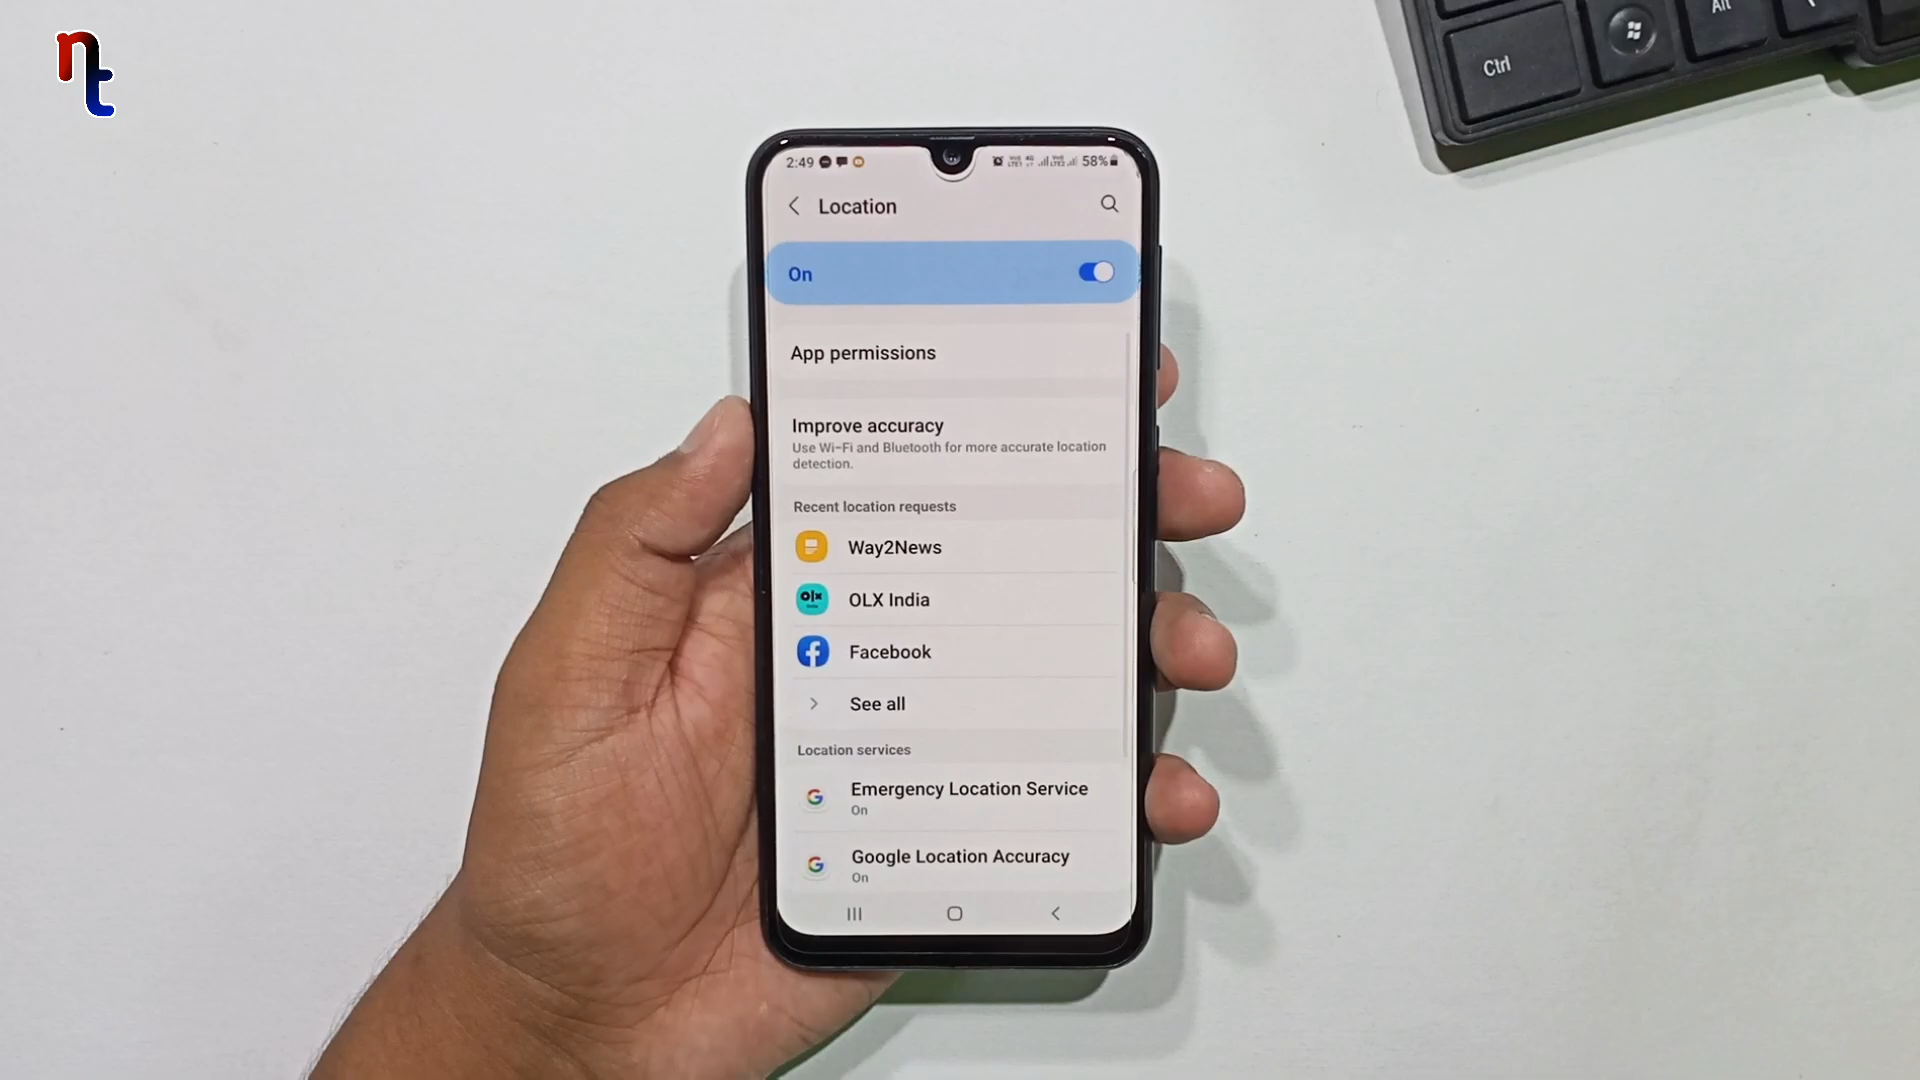 nt
Ctrl
Alt
2:49
58%
Location
On
App permissions
Improve accuracy
Use Wi-Fi and Bluetooth for more accurate location
detection.
Recent location requests
Way2News
olx
OLX India
Facebook
See all
Location services
Emergency Location Service
On
Google Location Accuracy
On